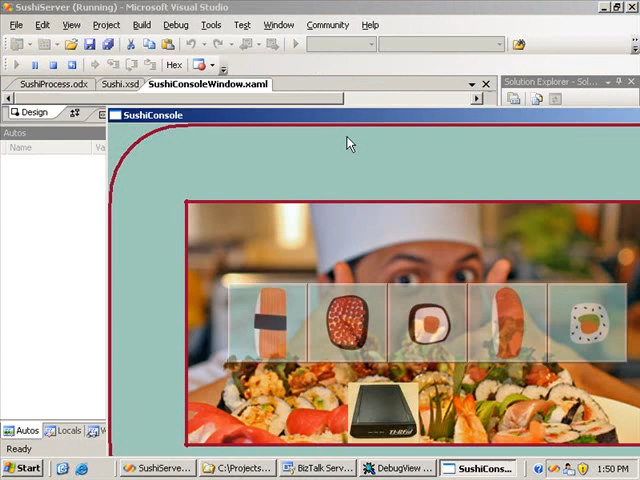 SushiServer (Running) - Microsoft Visual Studio
File Edit View Project Build Debug Tools Test Window Community Help
Hex
SushiProcess.odx Sushi.xsd SushiConsoleWindow.xaml
Solution Explorer - Sol...
Design
SushiConsole
Autos
Name Va
Autos Locals W
Ready
Start SushiServe... C:\Projects... BizTalk Serv... DebugView ... SushiCons... 1:50 PM